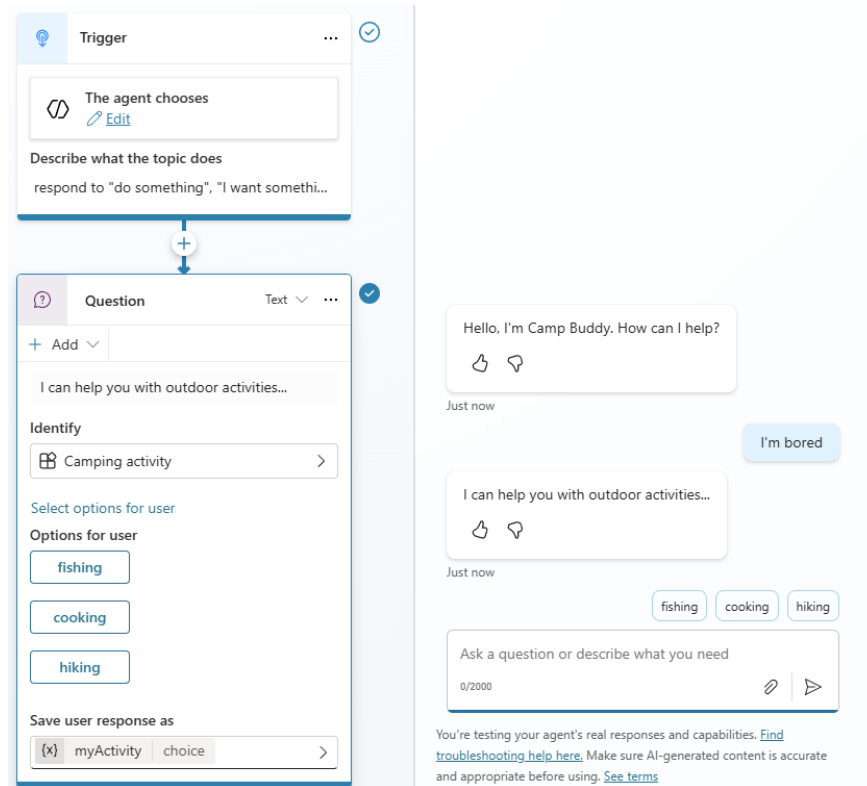 Trigger
The agent chooses
Edit
Describe what the topic does
respond to "do something", "I want somethi...
Question
Text
+ Add
I can help you with outdoor activities...
Identify
Camping activity
Select options for user
Options for user
fishing
cooking
hiking
Save user response as
{x} myActivity choice
Hello, I'm Camp Buddy. How can I help?
Just now
I'm bored
I can help you with outdoor activities...
Just now
fishing cooking hiking
Ask a question or describe what you need
0/2000
You're testing your agent's real responses and capabilities. Find
troubleshooting help here. Make sure AI-generated content is accurate
and appropriate before using. See terms